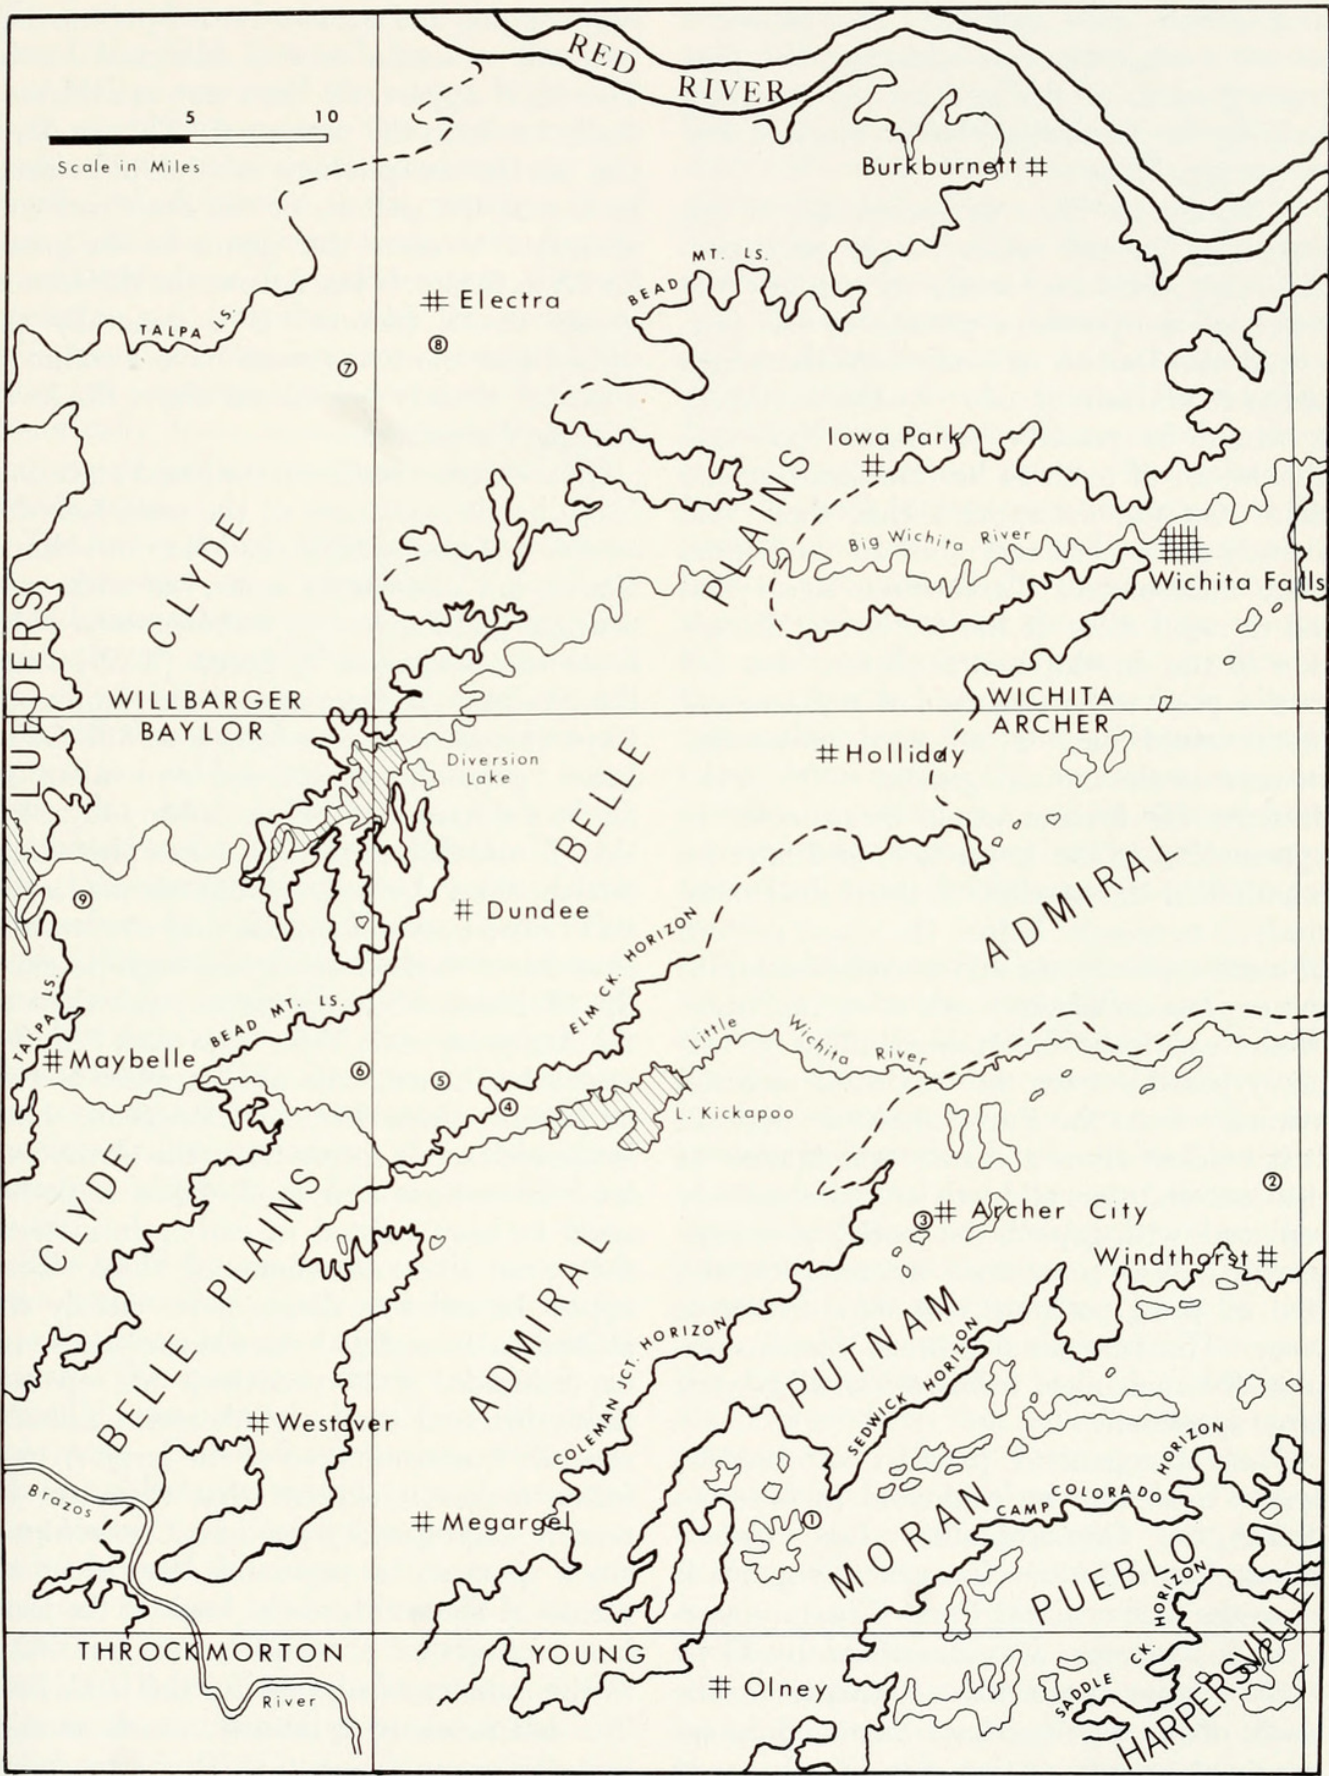 RED RIVER
5 10
Scale in Miles
Burkburnett
BEAD MT. LS.
Electra
TALPA LS.
8
7
Iowa Park
PLAINS
Big Wichita River
CLYDE
Wichita Falls
LUEDERS
WILLBARGER
BAYLOR
WICHITA
ARCHER
Diversion
Lake
Holliday
BELLE
ADMIRAL
9
Dundee
ELM CK. HORIZON
TALPA LS.
BEAD MT. LS.
Maybelle
Little Wichita River
6
5
4
L. Kickapoo
CLYDE
2
3
Archer City
Windthorst
BELLE PLAINS
ADMIRAL
COLEMAN JCT. HORIZON
PUTNAM
SEDWICK HORIZON
Westover
CAMP COLORADO HORIZON
Brazos
Megargel
1
MORAN
PUEBLO
SADDLE CK. HORIZON
HARPERSVILLE
THROCKMORTON
YOUNG
Olney
River